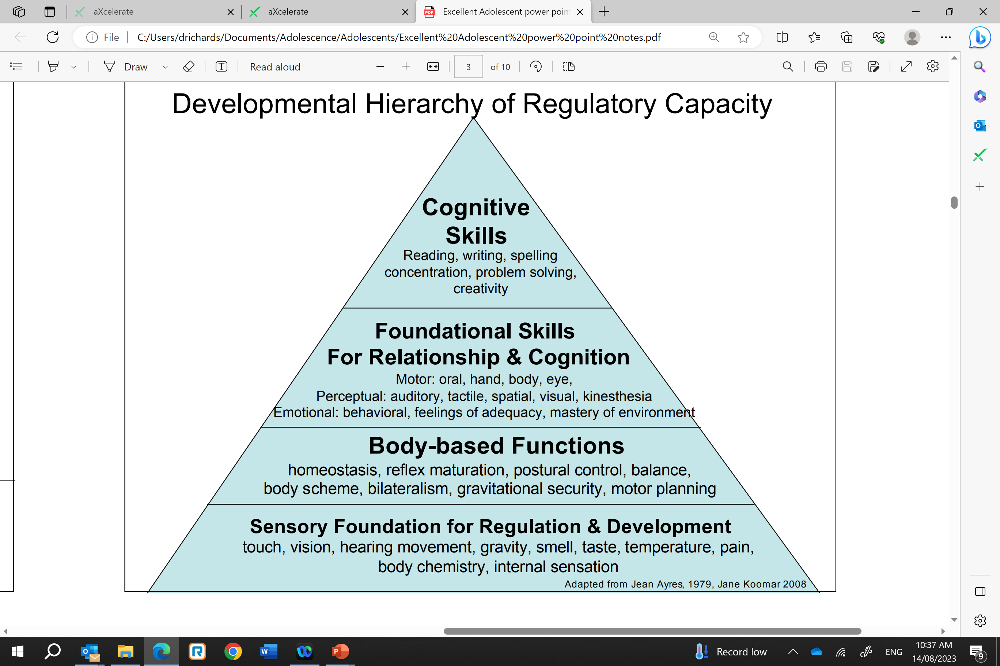 aXcelerate
aXcelerate
Excellent Adolescent power poin
File
C:/Users/drichards/Documents/Adolescence/Adolescents/Excellent%20Adolescent%20power%20point%20notes.pdf
Draw
Read aloud
3
of 10
Developmental Hierarchy of Regulatory Capacity
Cognitive
Skills
Reading, writing, spelling
concentration, problem solving,
creativity
Foundational Skills
For Relationship & Cognition
Motor: oral, hand, body, eye,
Perceptual: auditory, tactile, spatial, visual, kinesthesia
Emotional: behavioral, feelings of adequacy, mastery of environment
Body-based Functions
homeostasis, reflex maturation, postural control, balance,
body scheme, bilateralism, gravitational security, motor planning
Sensory Foundation for Regulation & Development
touch, vision, hearing movement, gravity, smell, taste, temperature, pain,
body chemistry, internal sensation
Adapted from Jean Ayres, 1979, Jane Koomar 2008
Record low
ENG
10:37 AM
14/08/2023
9